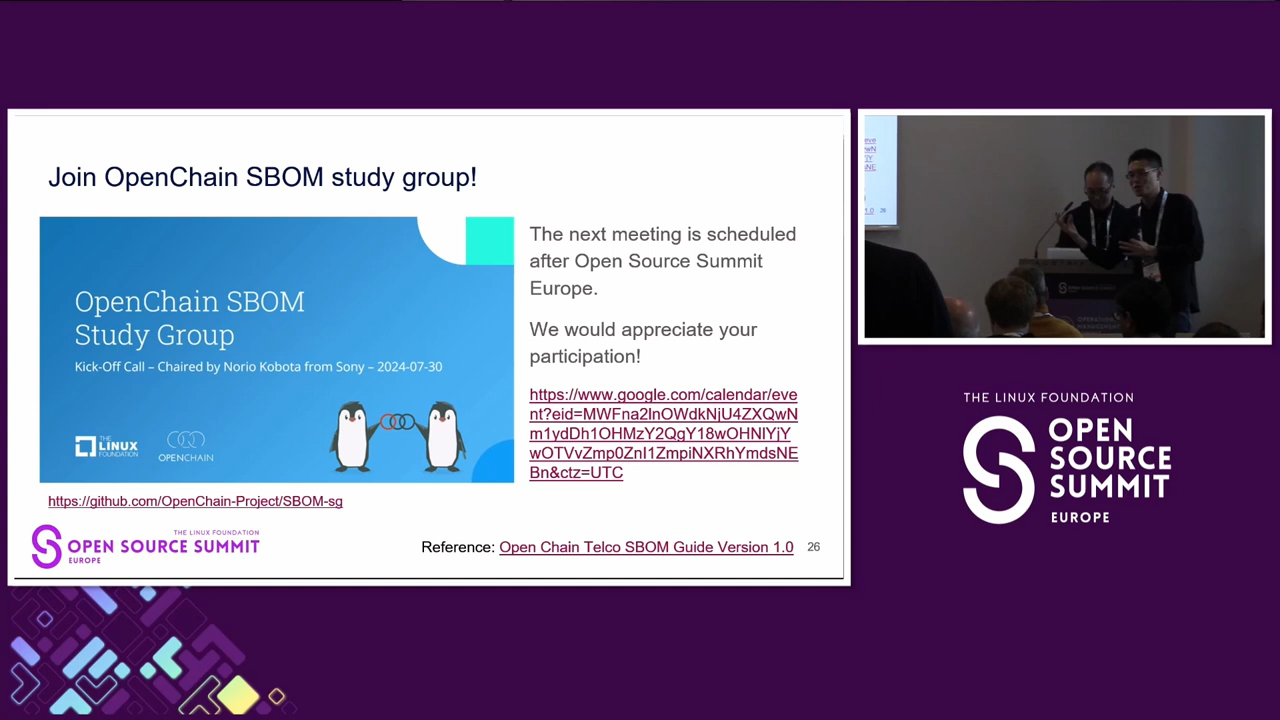 Join OpenChain SBOM study group!
OpenChain SBOM
Study Group
Kick-Off Call – Chaired by Norio Kobota from Sony – 2024-07-30
THE LINUX FOUNDATION
OPENCHAIN
https://github.com/OpenChain-Project/SBOM-sg
The next meeting is scheduled
after Open Source Summit
Europe.
We would appreciate your
participation!
https://www.google.com/calendar/eve
nt?eid=MWFna2lnOWdkNjU4ZXQwN
m1ydDh1OHMzY2QgY18wOHNlYjY
wOTVvZmp0ZnI1ZmpiNXRhYmdsNE
Bn&ctz=UTC
THE LINUX FOUNDATION
OPEN SOURCE SUMMIT
EUROPE
Reference: Open Chain Telco SBOM Guide Version 1.0
26
THE LINUX FOUNDATION
OPEN
SOURCE
SUMMIT
EUROPE